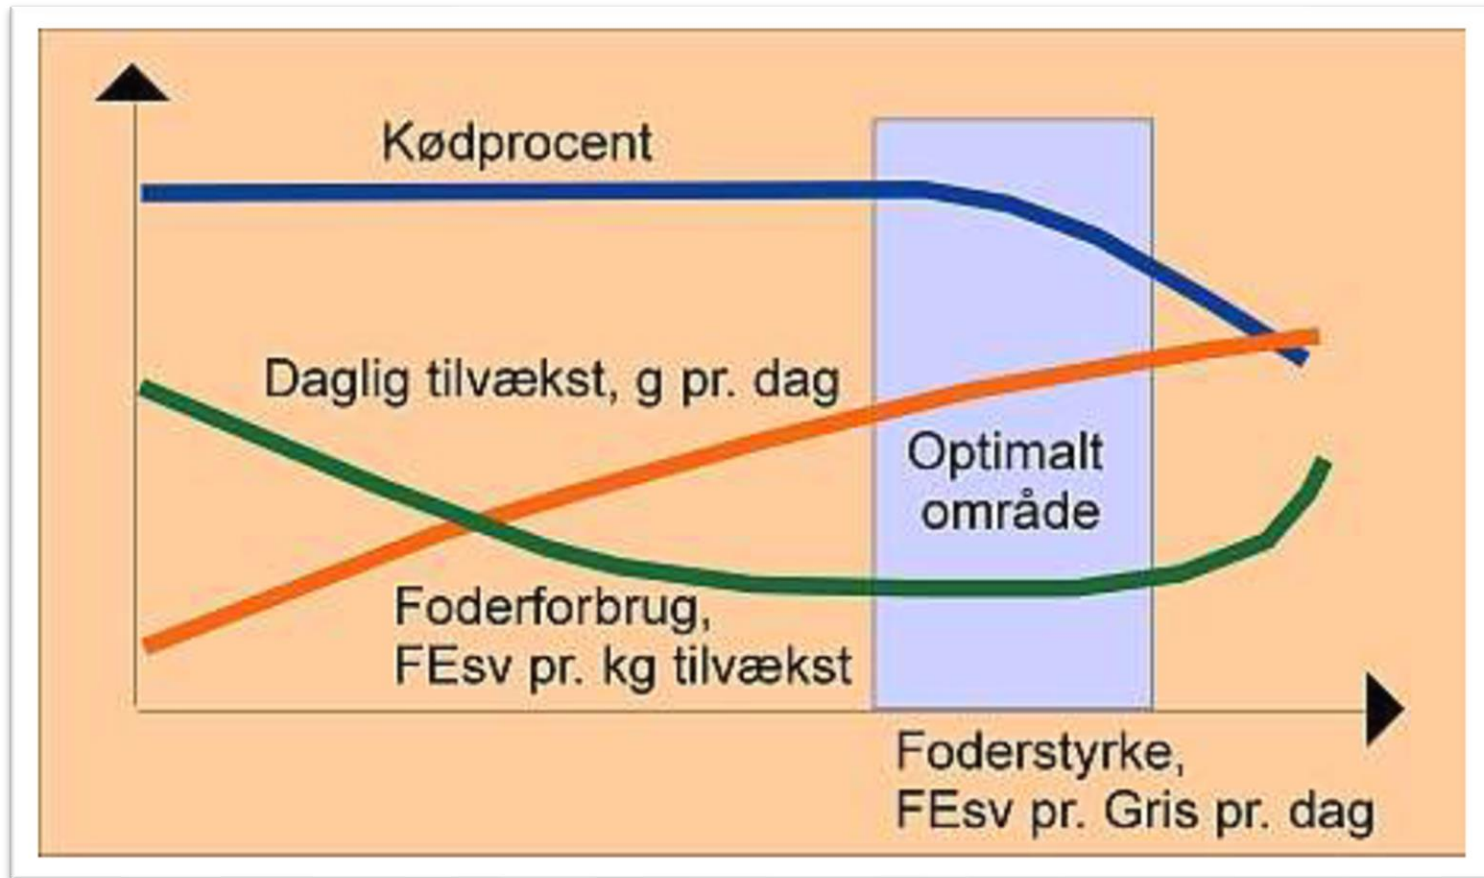 Kødprocent
Daglig tilvækst, g pr. dag
Optimalt
område
Foderforbrug,
FEsv pr. kg tilvækst
Foderstyrke,
FEsv pr. Gris pr. dag